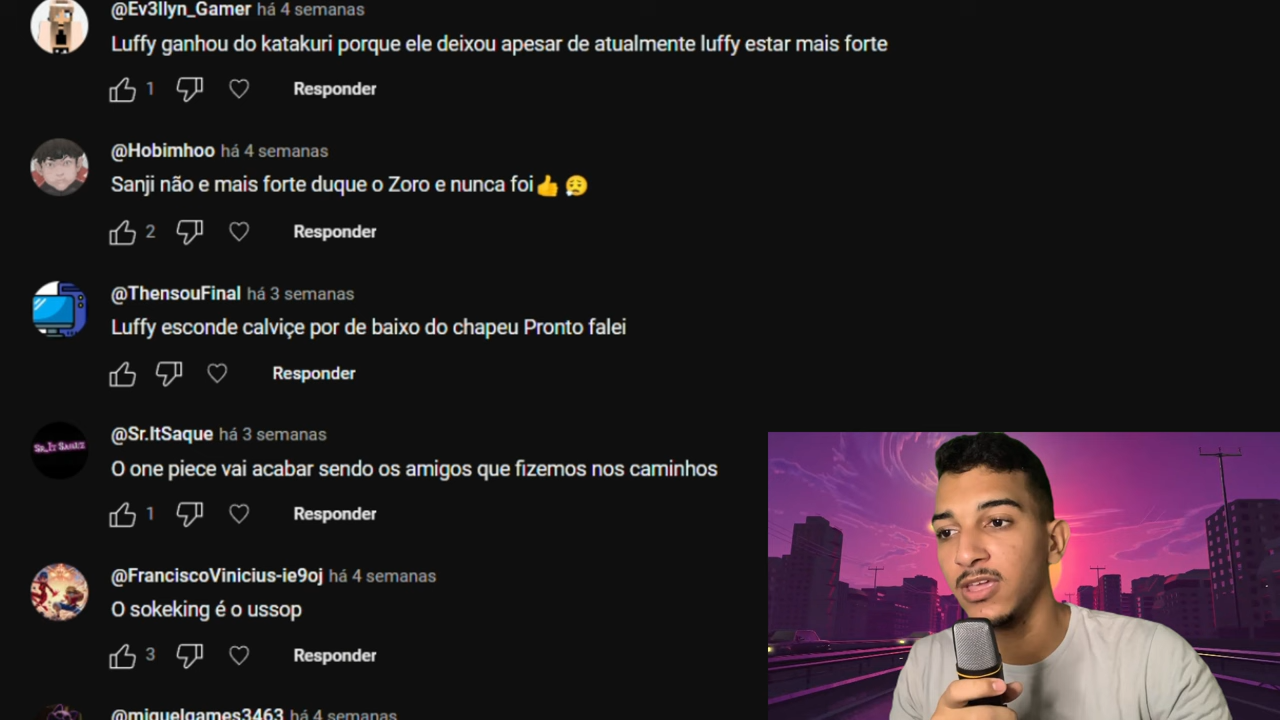 @Ev3llyn_Gamer há 4 semanas
Luffy ganhou do katakuri porque ele deixou apesar de atualmente luffy estar mais forte
1 Responder
@Hobimhoo há 4 semanas
Sanji não e mais forte duque o Zoro e nunca foi👍😥
2 Responder
@ThensouFinal há 3 semanas
Luffy esconde calviçe por de baixo do chapeu Pronto falei
Responder
@Sr.ItSaque há 3 semanas
Sr_It Saque
O one piece vai acabar sendo os amigos que fizemos nos caminhos
1 Responder
@FranciscoVinicius-ie9oj há 4 semanas
O sokeking é o ussop
3 Responder
@miguelgames3463 há 4 semanas